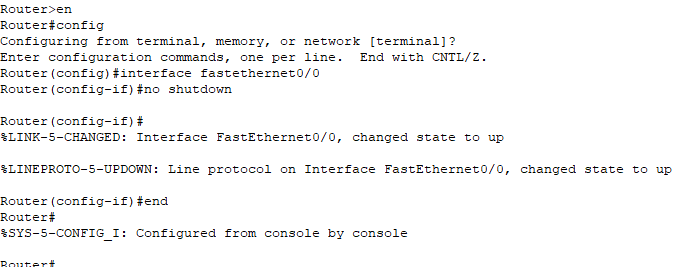 Router>en
Router#config
Configuring from terminal, memory, or network [terminal]?
Enter configuration commands, one per line.  End with CNTL/Z.
Router(config)#interface fastethernet0/0
Router(config-if)#no shutdown
Router(config-if)#
%LINK-5-CHANGED: Interface FastEthernet0/0, changed state to up
%LINEPROTO-5-UPDOWN: Line protocol on Interface FastEthernet0/0, changed state to up
Router(config-if)#end
Router#
%SYS-5-CONFIG_I: Configured from console by console
Router#